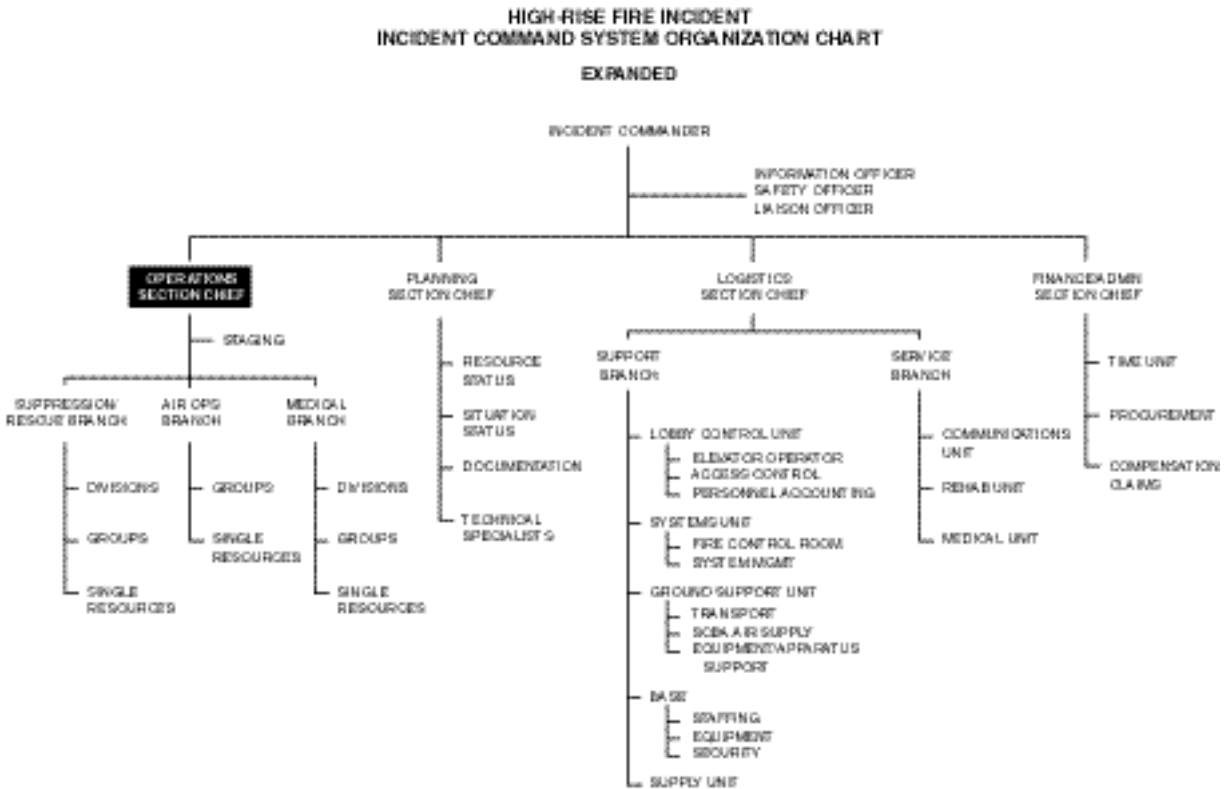 HIGH-RISE FIRE INCIDENT
INCIDENT COMMAND SYSTEM ORGANIZATION CHART
EXPANDED
INCIDENT COMMANDER
INFORMATION OFFICER
SAFETY OFFICER
LIAISON OFFICER
OPERATIONS
SECTION CHIEF
PLANNING
SECTION CHIEF
LOGISTICS
SECTION CHIEF
FINANCE/ADMIN
SECTION CHIEF
STAGING
SUPPRESSION/
RESCUE BRANCH
AIR OPS
BRANCH
MEDICAL
BRANCH
DIVISIONS
GROUPS
SINGLE
RESOURCES
GROUPS
SINGLE
RESOURCES
DIVISIONS
GROUPS
SINGLE
RESOURCES
RESOURCE
STATUS
SITUATION
STATUS
DOCUMENTATION
TECHNICAL
SPECIALISTS
SUPPORT
BRANCH
LOBBY CONTROL UNIT
ELEVATOR OPERATOR
ACCESS CONTROL
PERSONNEL ACCOUNTING
SYSTEMS UNIT
FIRE CONTROL ROOM
SYSTEM MGMT
GROUND SUPPORT UNIT
TRANSPORT
SCBA AIR SUPPLY
EQUIPMENT/APPARATUS
SUPPORT
BASE
STAFFING
EQUIPMENT
SECURITY
SUPPLY UNIT
SERVICE
BRANCH
COMMUNICATIONS
UNIT
REHAB UNIT
MEDICAL UNIT
TIME UNIT
PROCUREMENT
COMPENSATION
CLAIMS